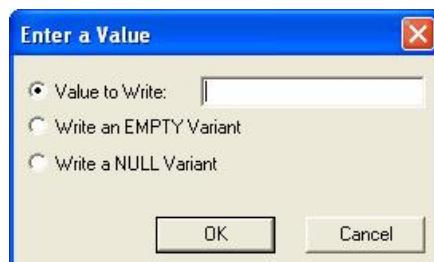 Enter a Value
Value to Write:
Write an EMPTY Variant
Write a NULL Variant
OK Cancel